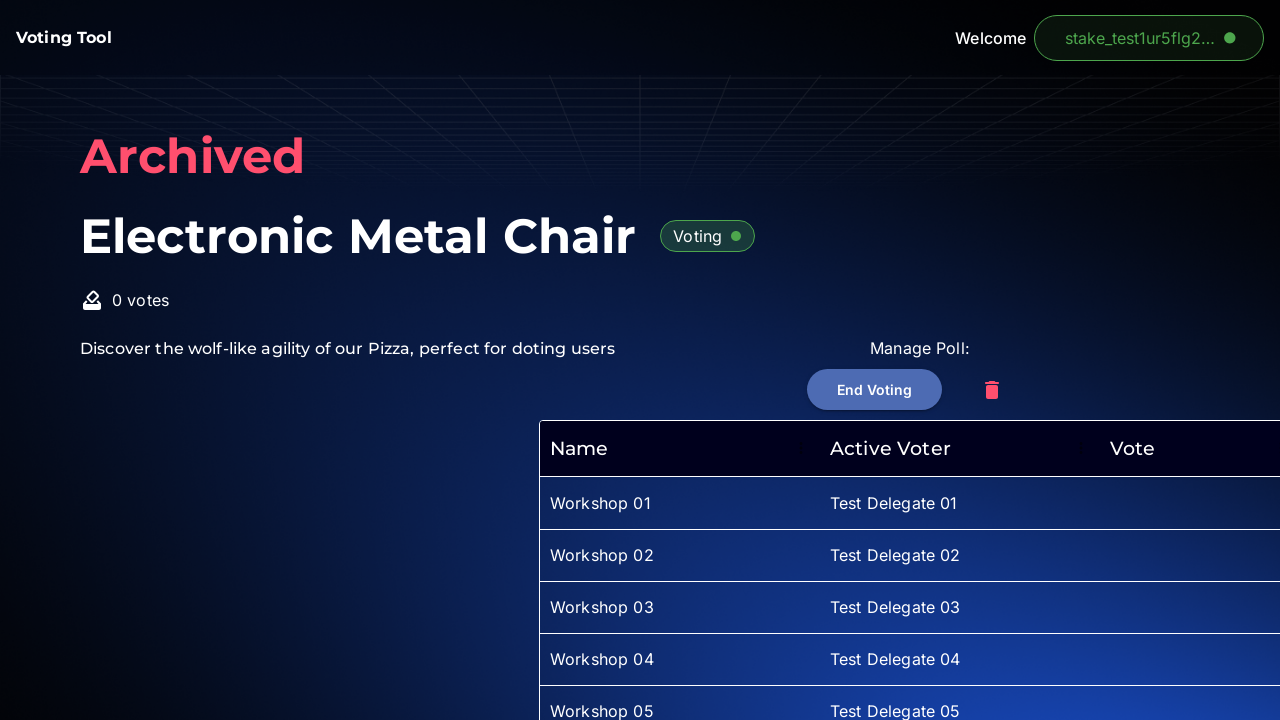 Voting Tool
Welcome
stake_test1ur5flg2...
Archived
Electronic Metal Chair
Voting
0 votes
Discover the wolf-like agility of our Pizza, perfect for doting users
Manage Poll:
End Voting
Name Active Voter Vote
Workshop 01 Test Delegate 01
Workshop 02 Test Delegate 02
Workshop 03 Test Delegate 03
Workshop 04 Test Delegate 04
Workshop 05 Test Delegate 05